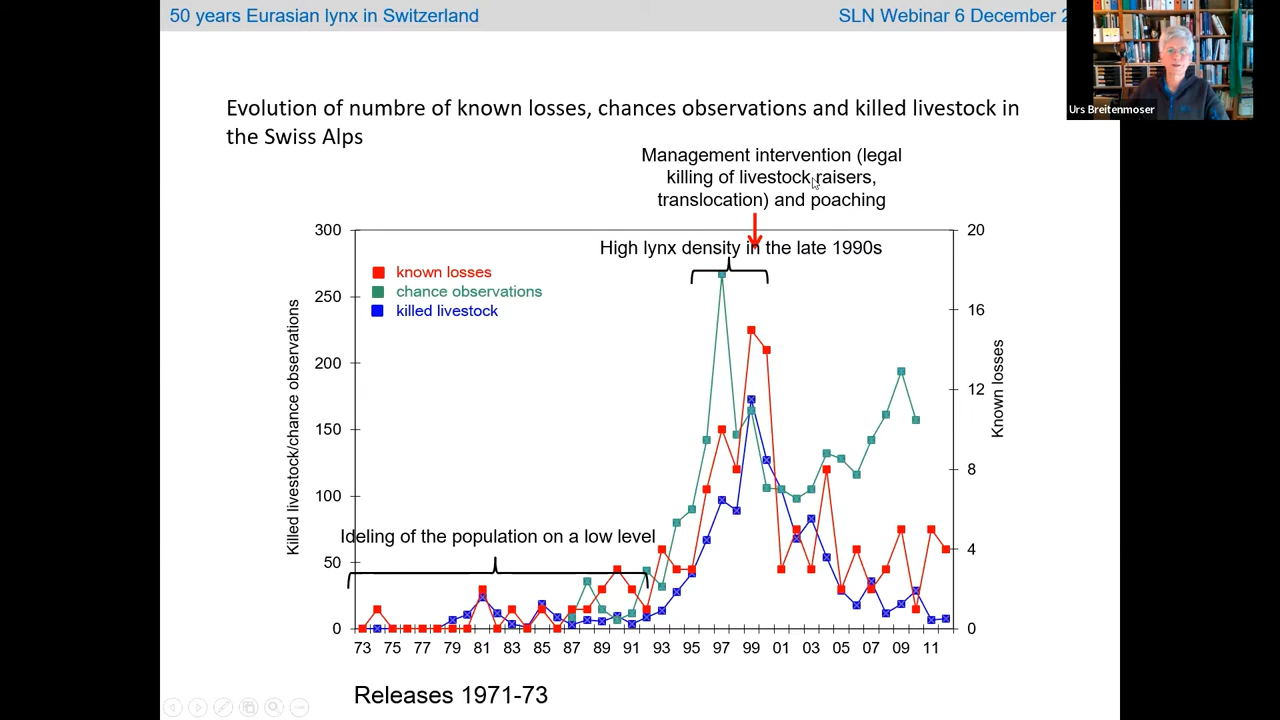 50 years Eurasian lynx in Switzerland
SLN Webinar 6 December
Urs Breitenmoser
Evolution of numbre of known losses, chances observations and killed livestock in
the Swiss Alps
Management intervention (legal
killing of livestock raisers,
translocation) and poaching
High lynx density in the late 1990s
known losses
chance observations
killed livestock
Killed livestock/chance observations
300
250
200
150
100
50
0
Known losses
20
16
12
8
4
0
Ideling of the population on a low level
73 75 77 79 81 83 85 87 89 91 93 95 97 99 01 03 05 07 09 11
Releases 1971-73